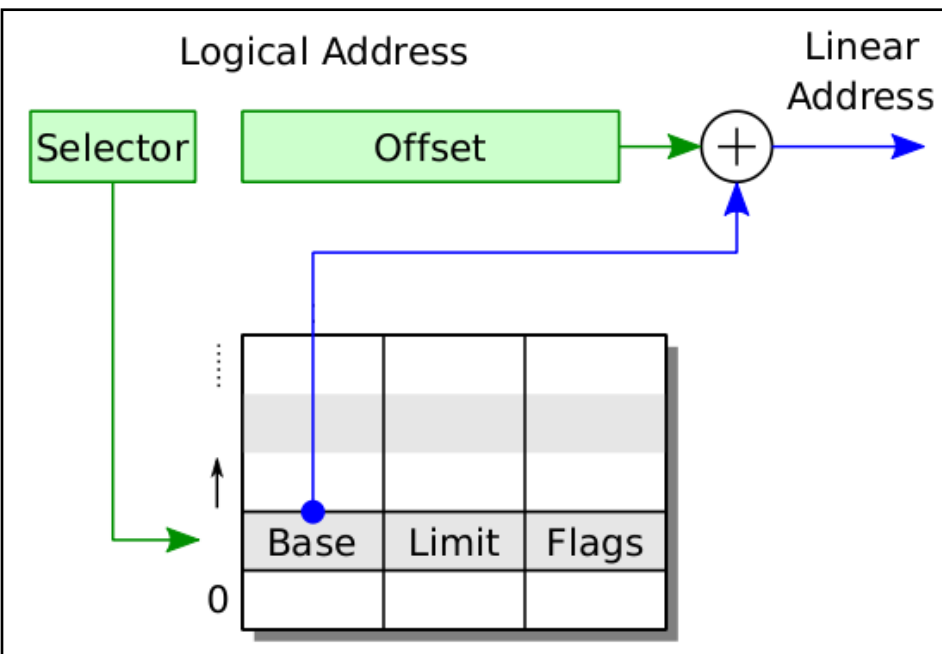 Logical Address
Linear
Address
Selector
Offset
+
Base
Limit
Flags
0